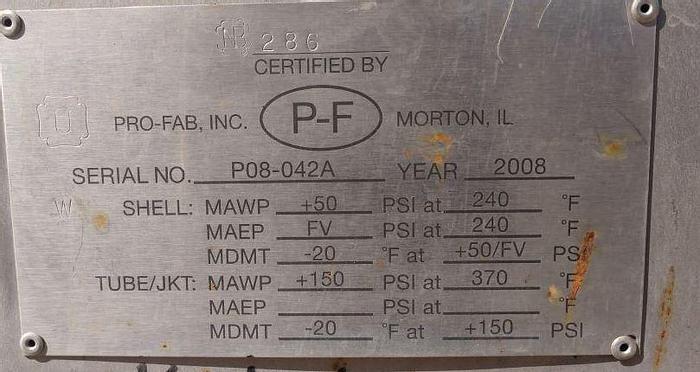 NB 286
CERTIFIED BY
U PRO-FAB, INC. P-F MORTON, IL
SERIAL NO. P08-042A YEAR 2008
W SHELL: MAWP +50 PSI at 240 °F
MAEP FV PSI at 240 °F
MDMT -20 °F at +50/FV PSI
TUBE/JKT: MAWP +150 PSI at 370 °F
MAEP PSI at °F
MDMT -20 °F at +150 PSI